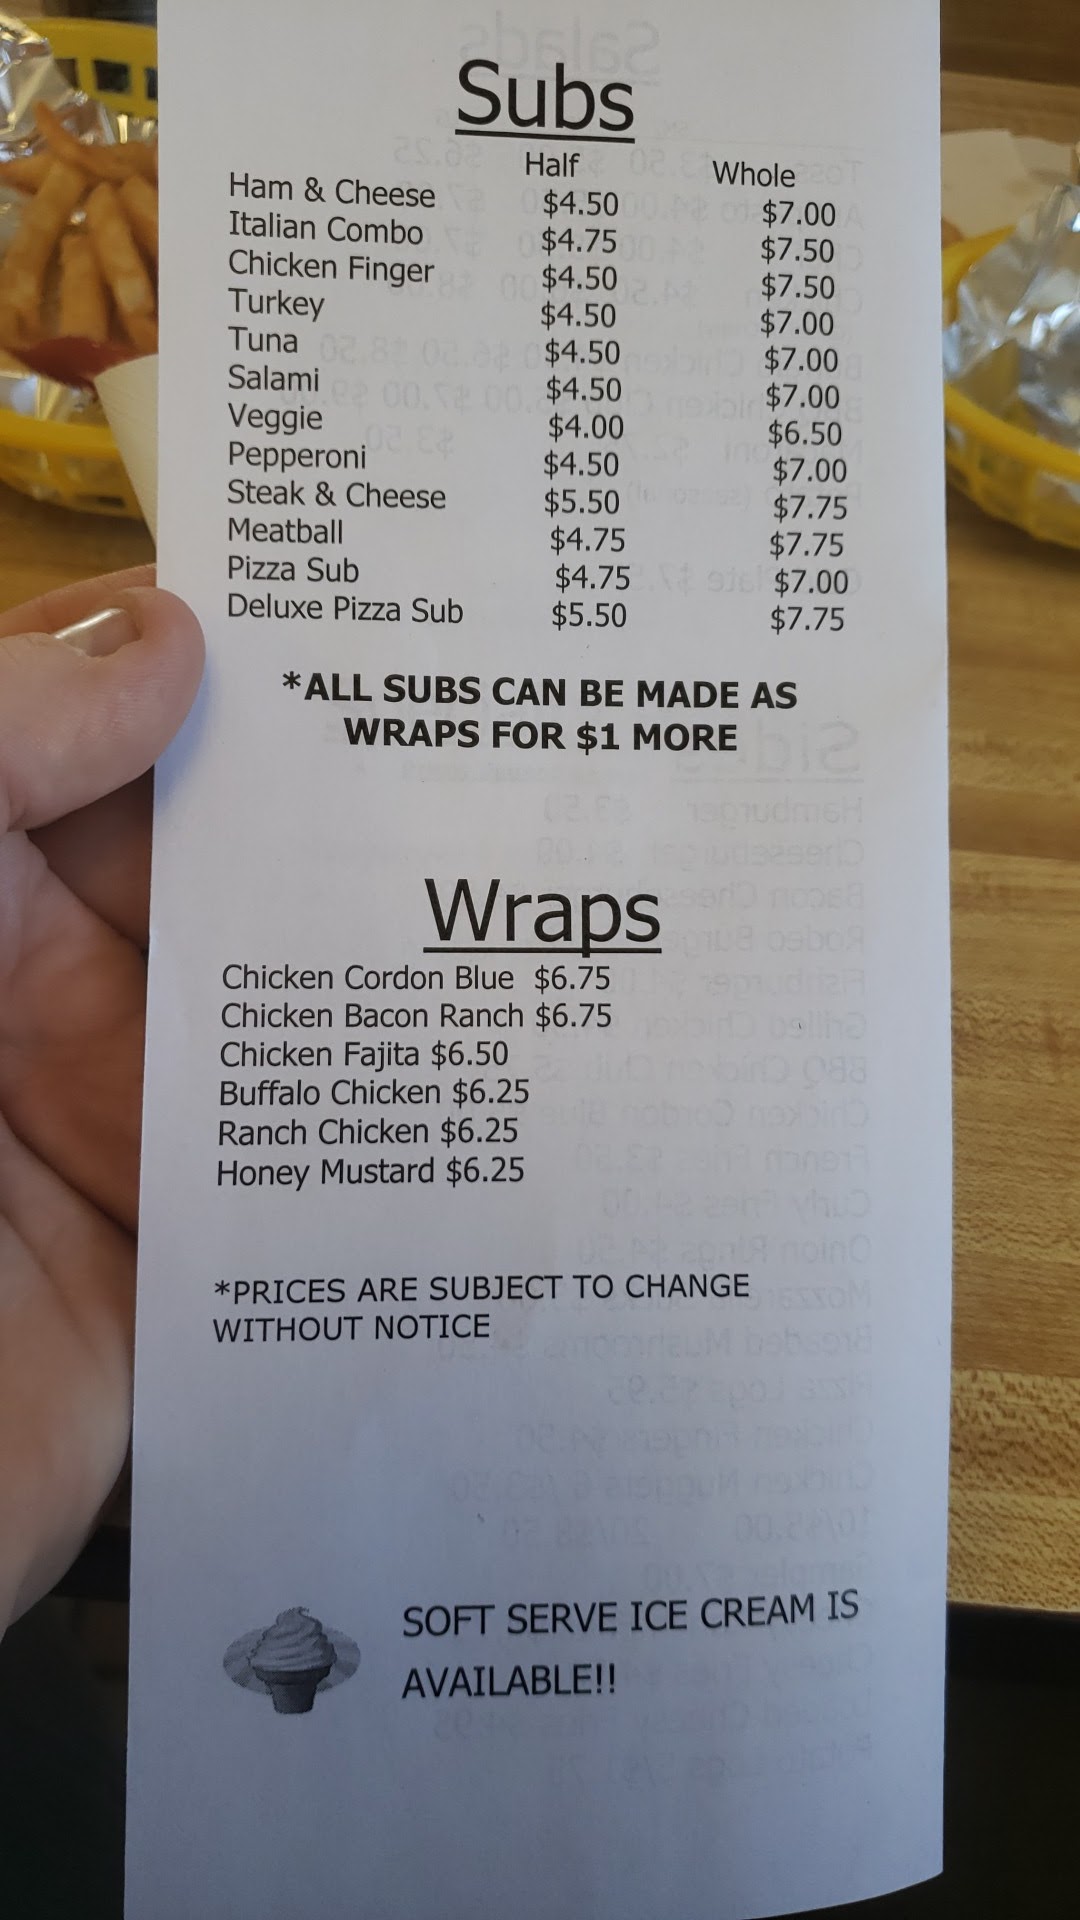 Subs
Half Whole
Ham & Cheese $4.50 $7.00
Italian Combo $4.75 $7.50
Chicken Finger $4.50 $7.50
Turkey $4.50 $7.00
Tuna $4.50 $7.00
Salami $4.50 $7.00
Veggie $4.00 $6.50
Pepperoni $4.50 $7.00
Steak & Cheese $5.50 $7.75
Meatball $4.75 $7.75
Pizza Sub $4.75 $7.00
Deluxe Pizza Sub $5.50 $7.75
*ALL SUBS CAN BE MADE AS
WRAPS FOR $1 MORE
Wraps
Chicken Cordon Blue $6.75
Chicken Bacon Ranch $6.75
Chicken Fajita $6.50
Buffalo Chicken $6.25
Ranch Chicken $6.25
Honey Mustard $6.25
*PRICES ARE SUBJECT TO CHANGE
WITHOUT NOTICE
SOFT SERVE ICE CREAM IS
AVAILABLE!!